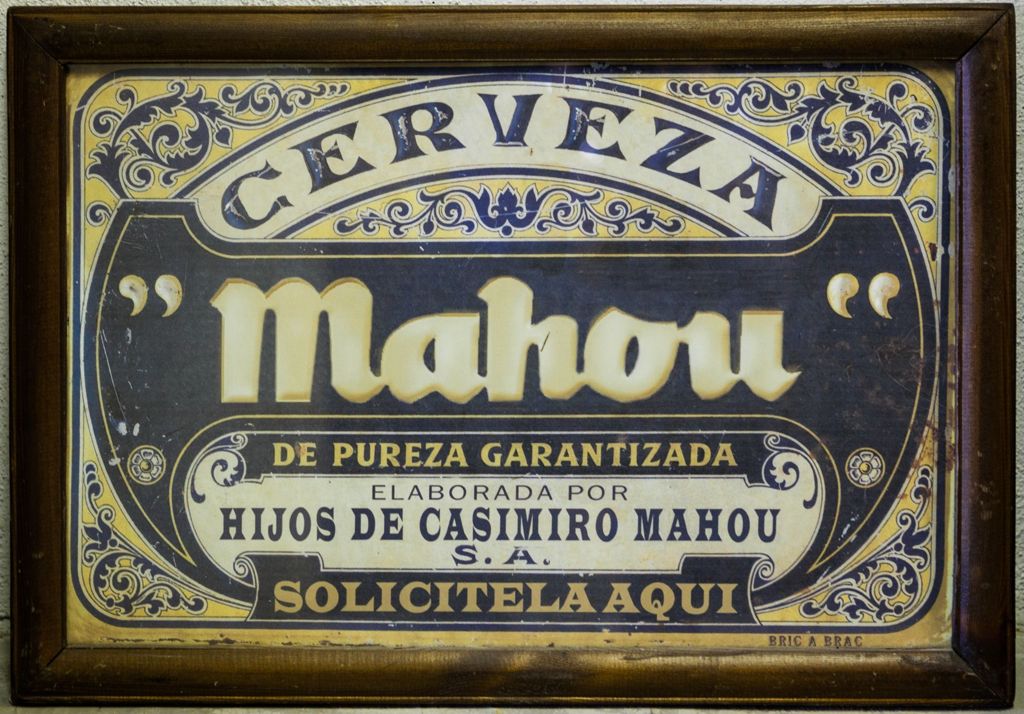 CERVEZA
” Mahou “
DE PUREZA GARANTIZADA
ELABORADA POR
HIJOS DE CASIMIRO MAHOU
S. A.
SOLICITELA AQUI
BRIC A BRAC